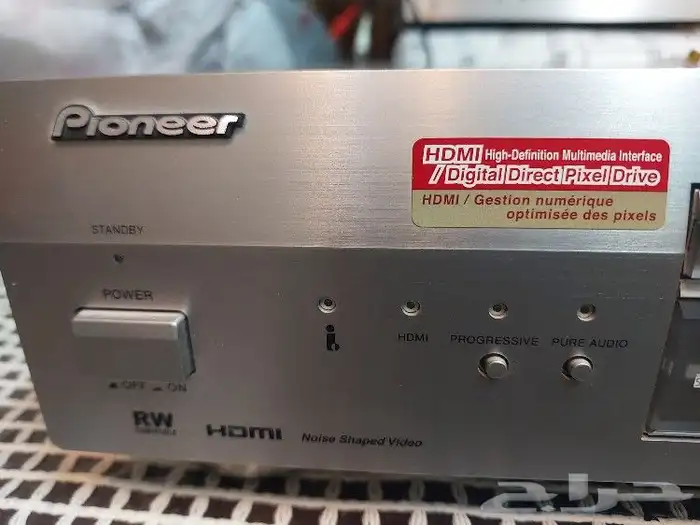 Pioneer
HDMI High-Definition Multimedia Interface
/ Digital Direct Pixel Drive
HDMI / Gestion numérique
optimisée des pixels
STANDBY
POWER
OFF ON
HDMI
PROGRESSIVE
PURE AUDIO
RW
HDMI
Noise Shaped Video
حراج